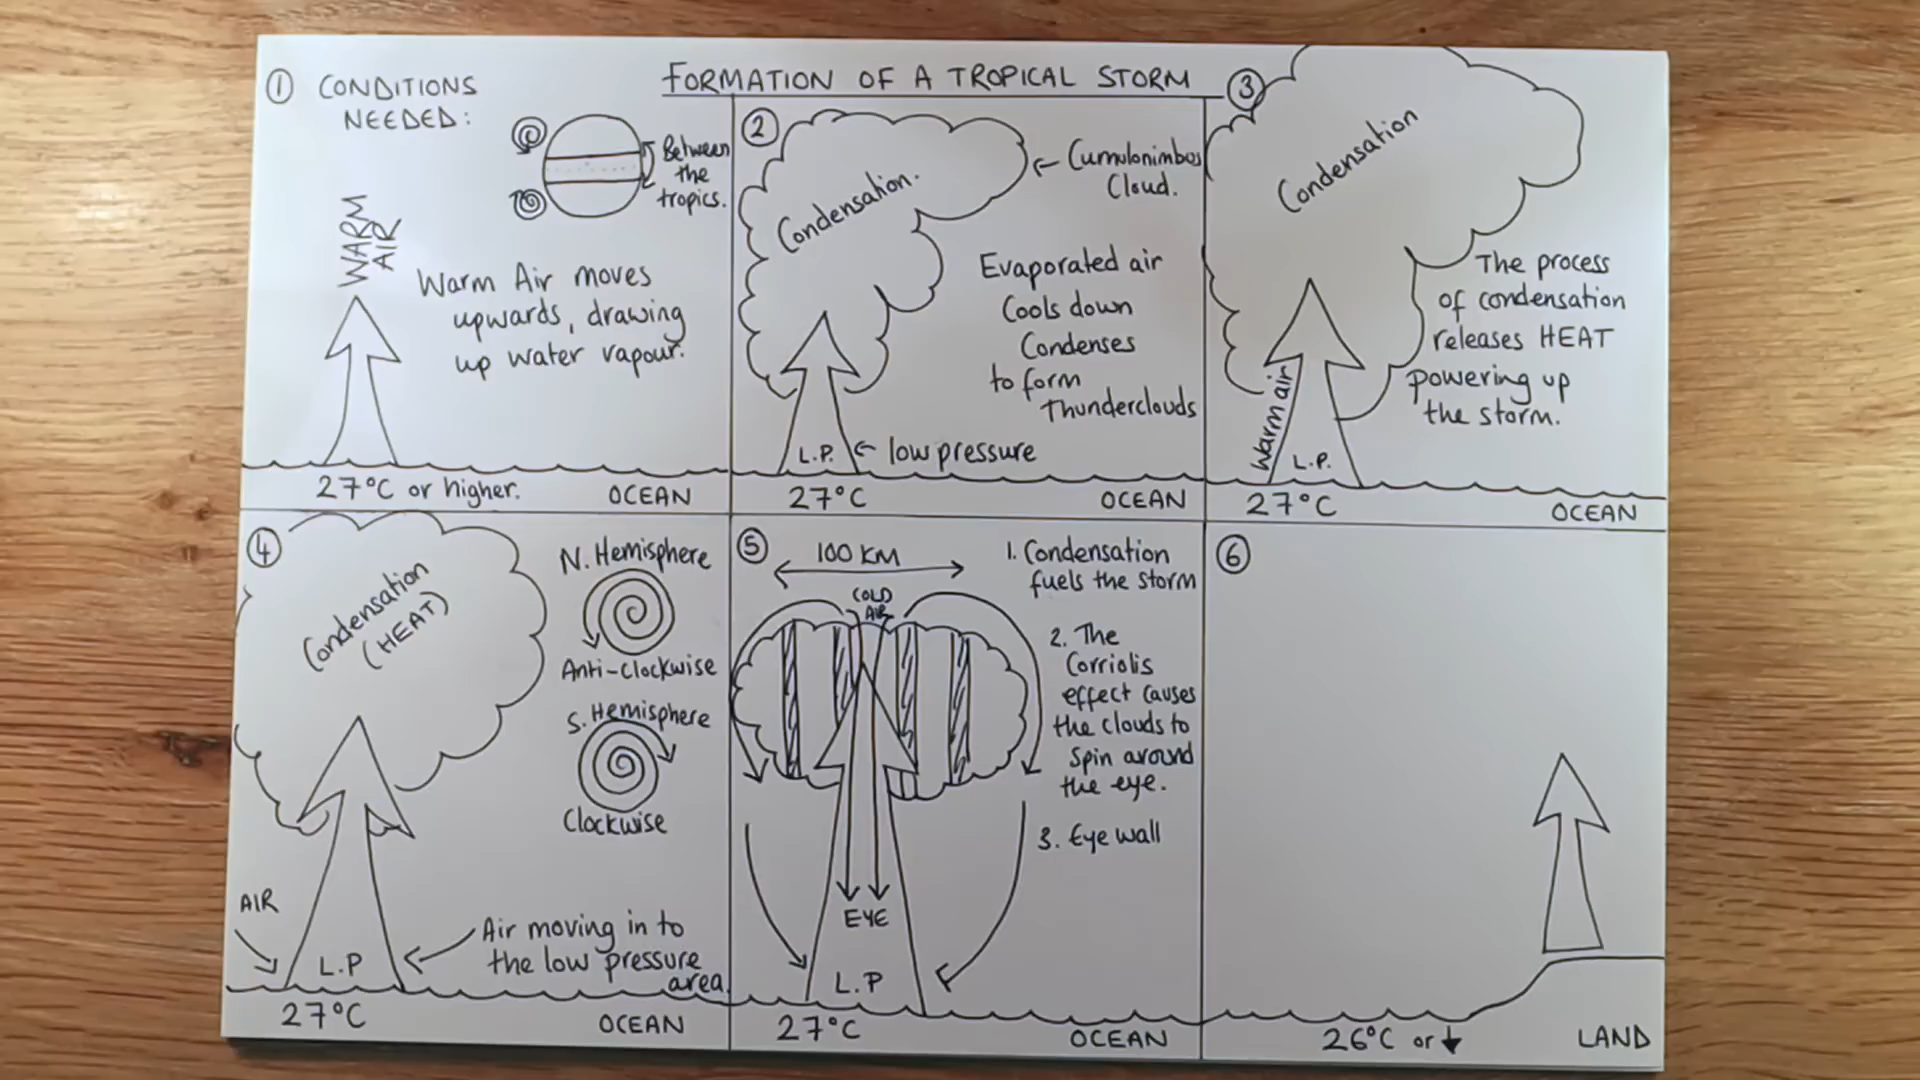 FORMATION OF A TROPICAL STORM
① CONDITIONS
NEEDED:
Between
the
tropics.
WARM
AIR
Warm Air moves
upwards, drawing
up water vapour.
27°C or higher.
OCEAN
②
Condensation.
← Cumulonimbus
Cloud.
Evaporated air
Cools down
Condenses
to form
Thunderclouds
L.P. ← low pressure
27°C
OCEAN
③
Condensation
The process
of condensation
releases HEAT
powering up
the storm.
Warm air
L.P.
27°C
OCEAN
④
Condensation
(HEAT)
N. Hemisphere
Anti-Clockwise
S. Hemisphere
Clockwise
AIR
Air moving in to
the low pressure
area.
L.P
27°C
OCEAN
⑤
100 KM
COLD
AIR
1. Condensation
fuels the storm
2. The
Corriolis
effect causes
the clouds to
Spin around
the eye.
3. Eye wall
EYE
L.P
27°C
OCEAN
⑥
26°C or ↓
LAND